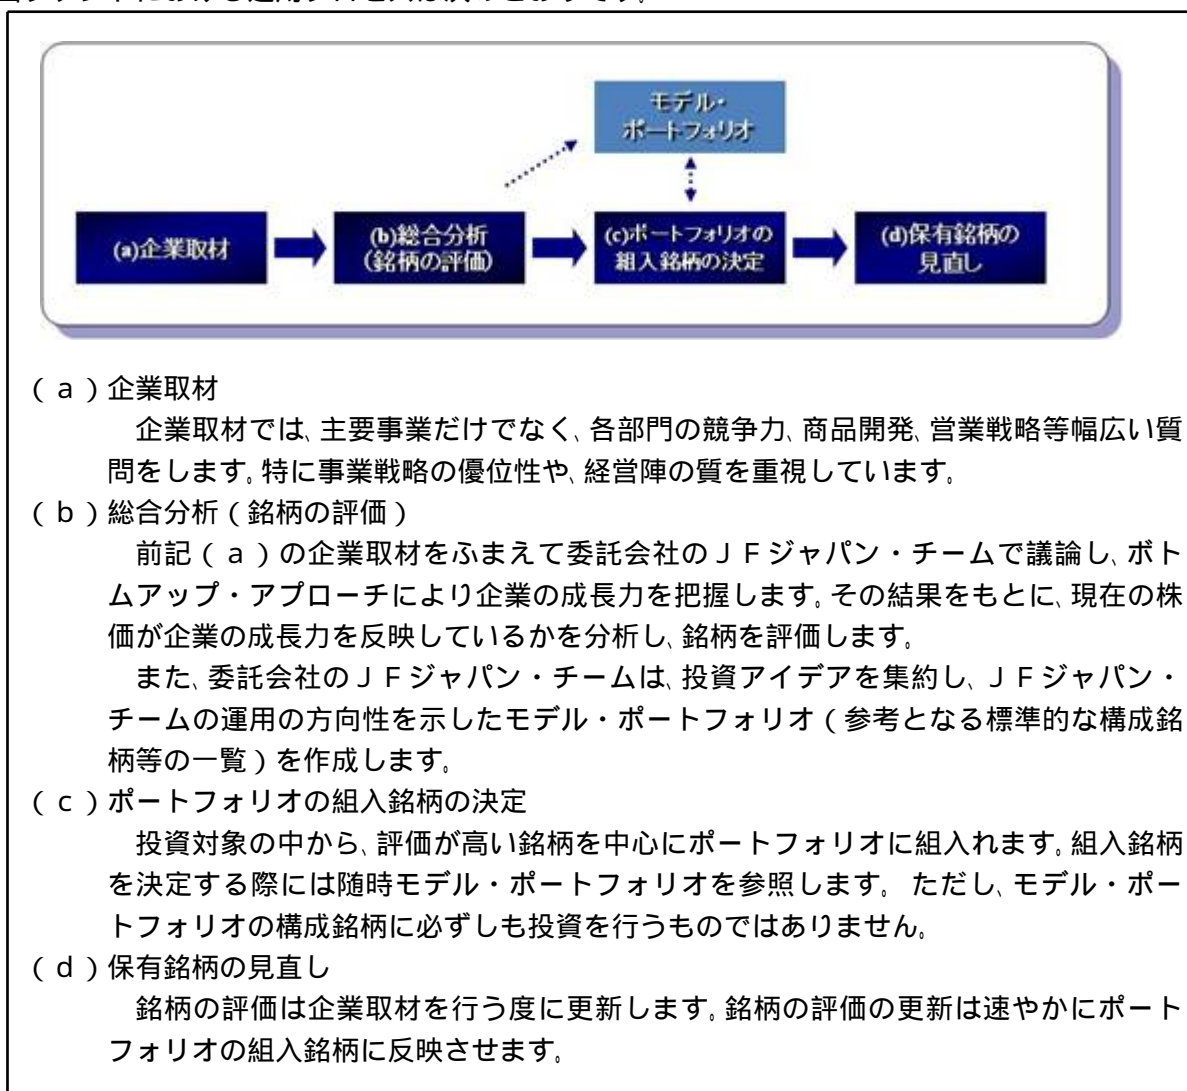 モデル・
ポートフォリオ
(a)企業取材
(b)総合分析
(銘柄の評価)
(c)ポートフォリオの
組入銘柄の決定
(d)保有銘柄の
見直し
(a)企業取材
企業取材では、主要事業だけでなく、各部門の競争力、商品開発、営業戦略等幅広い質
問をします。特に事業戦略の優位性や、経営陣の質を重視しています。
(b)総合分析(銘柄の評価)
前記(a)の企業取材をふまえて委託会社のJFジャパン・チームで議論し、ボト
ムアップ・アプローチにより企業の成長力を把握します。その結果をもとに、現在の株
価が企業の成長力を反映しているかを分析し、銘柄を評価します。
また、委託会社のJFジャパン・チームは、投資アイデアを集約し、JFジャパン・
チームの運用の方向性を示したモデル・ポートフォリオ(参考となる標準的な構成銘
柄等の一覧)を作成します。
(c)ポートフォリオの組入銘柄の決定
投資対象の中から、評価が高い銘柄を中心にポートフォリオに組入れます。組入銘柄
を決定する際には随時モデル・ポートフォリオを参照します。 ただし、モデル・ポー
トフォリオの構成銘柄に必ずしも投資を行うものではありません。
(d)保有銘柄の見直し
銘柄の評価は企業取材を行う度に更新します。銘柄の評価の更新は速やかにポート
フォリオの組入銘柄に反映させます。